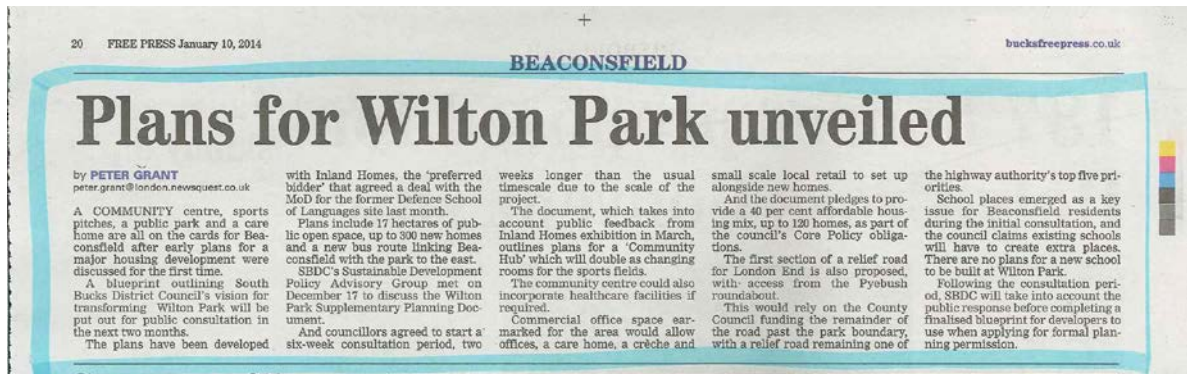 20 FREE PRESS January 10, 2014
bucksfreepress.co.uk
BEACONSFIELD
Plans for Wilton Park unveiled
by PETER GRANT
peter.grant@london.newsquest.co.uk
A COMMUNITY centre, sports
pitches, a public park and a care
home are all on the cards for Bea-
consfield after early plans for a
major housing development were
discussed for the first time.
A blueprint outlining South
Bucks District Council's vision for
transforming Wilton Park will be
put out for public consultation in
the next two months.
The plans have been developed
with Inland Homes, the 'preferred
bidder' that agreed a deal with the
MoD for the former Defence School
of Languages site last month.
Plans include 17 hectares of pub-
lic open space, up to 300 new homes
and a new bus route linking Bea-
consfield with the park to the east.
SBDC's Sustainable Development
Policy Advisory Group met on
December 17 to discuss the Wilton
Park Supplementary Planning Doc-
ument.
And councillors agreed to start a
six-week consultation period, two
weeks longer than the usual
timescale due to the scale of the
project.
The document, which takes into
account public feedback from
Inland Homes exhibition in March,
outlines plans for a 'Community
Hub' which will double as changing
rooms for the sports fields.
The community centre could also
incorporate healthcare facilities if
required.
Commercial office space ear-
marked for the area would allow
offices, a care home, a crèche and
small scale local retail to set up
alongside new homes.
And the document pledges to pro-
vide a 40 per cent affordable hous-
ing mix, up to 120 homes, as part of
the council's Core Policy obliga-
tions.
The first section of a relief road
for London End is also proposed,
with access from the Pyebush
roundabout.
This would rely on the County
Council funding the remainder of
the road past the park boundary,
with a relief road remaining one of
the highway authority's top five pri-
orities.
School places emerged as a key
issue for Beaconsfield residents
during the initial consultation, and
the council claims existing schools
will have to create extra places.
There are no plans for a new school
to be built at Wilton Park.
Following the consultation peri-
od, SBDC will take into account the
public response before completing a
finalised blueprint for developers to
use when applying for formal plan-
ning permission.